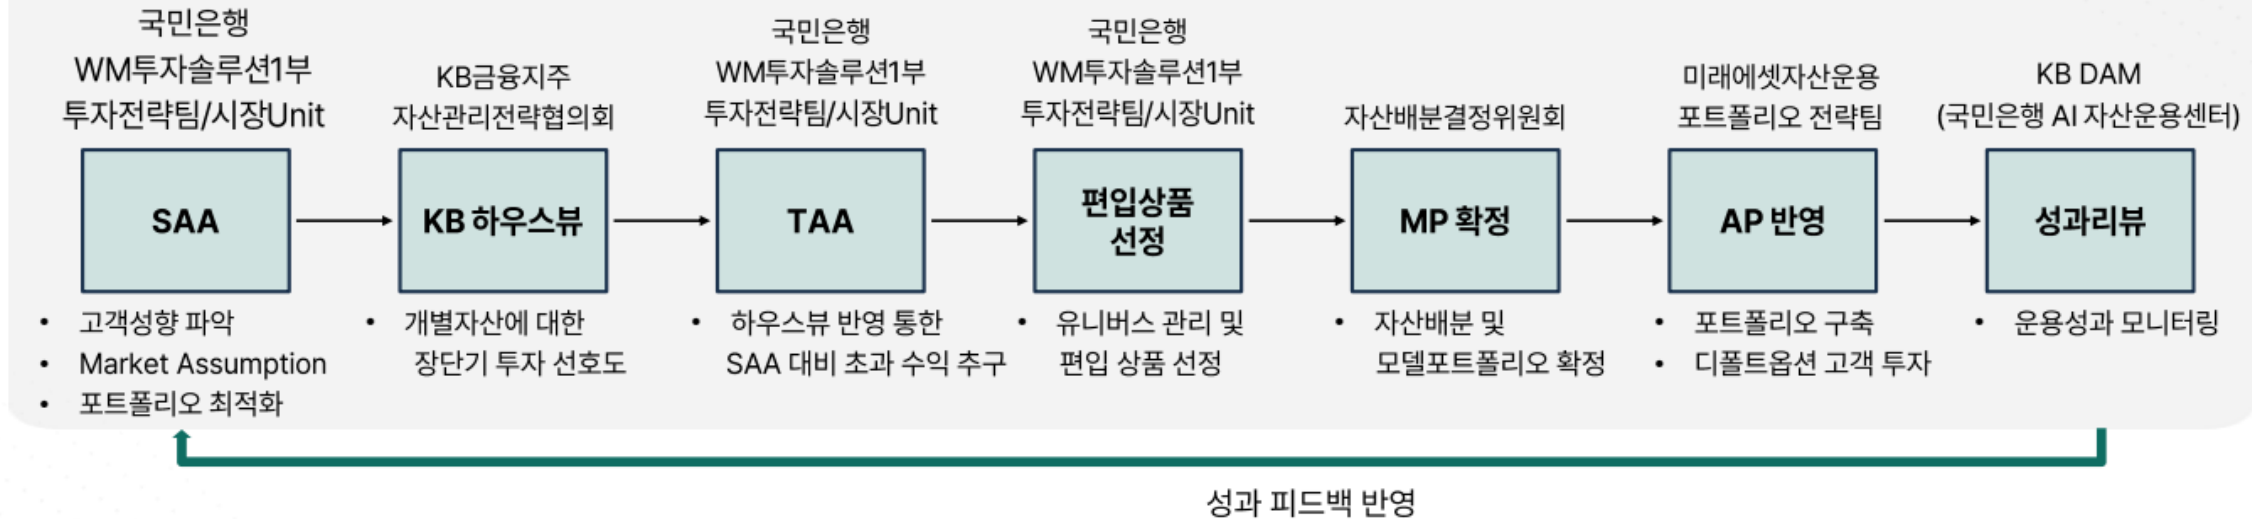 국민은행
WM투자솔루션1부
투자전략팀/시장Unit
SAA
• 고객성향 파악
• Market Assumption
• 포트폴리오 최적화
KB금융지주
자산관리전략협의회
KB 하우스뷰
• 개별자산에 대한
장단기 투자 선호도
국민은행
WM투자솔루션1부
투자전략팀/시장Unit
TAA
• 하우스뷰 반영 통한
SAA 대비 초과 수익 추구
국민은행
WM투자솔루션1부
투자전략팀/시장Unit
편입상품
선정
• 유니버스 관리 및
편입 상품 선정
자산배분결정위원회
MP 확정
• 자산배분 및
모델포트폴리오 확정
미래에셋자산운용
포트폴리오 전략팀
AP 반영
• 포트폴리오 구축
• 디폴트옵션 고객 투자
KB DAM
(국민은행 AI 자산운용센터)
성과리뷰
• 운용성과 모니터링
성과 피드백 반영